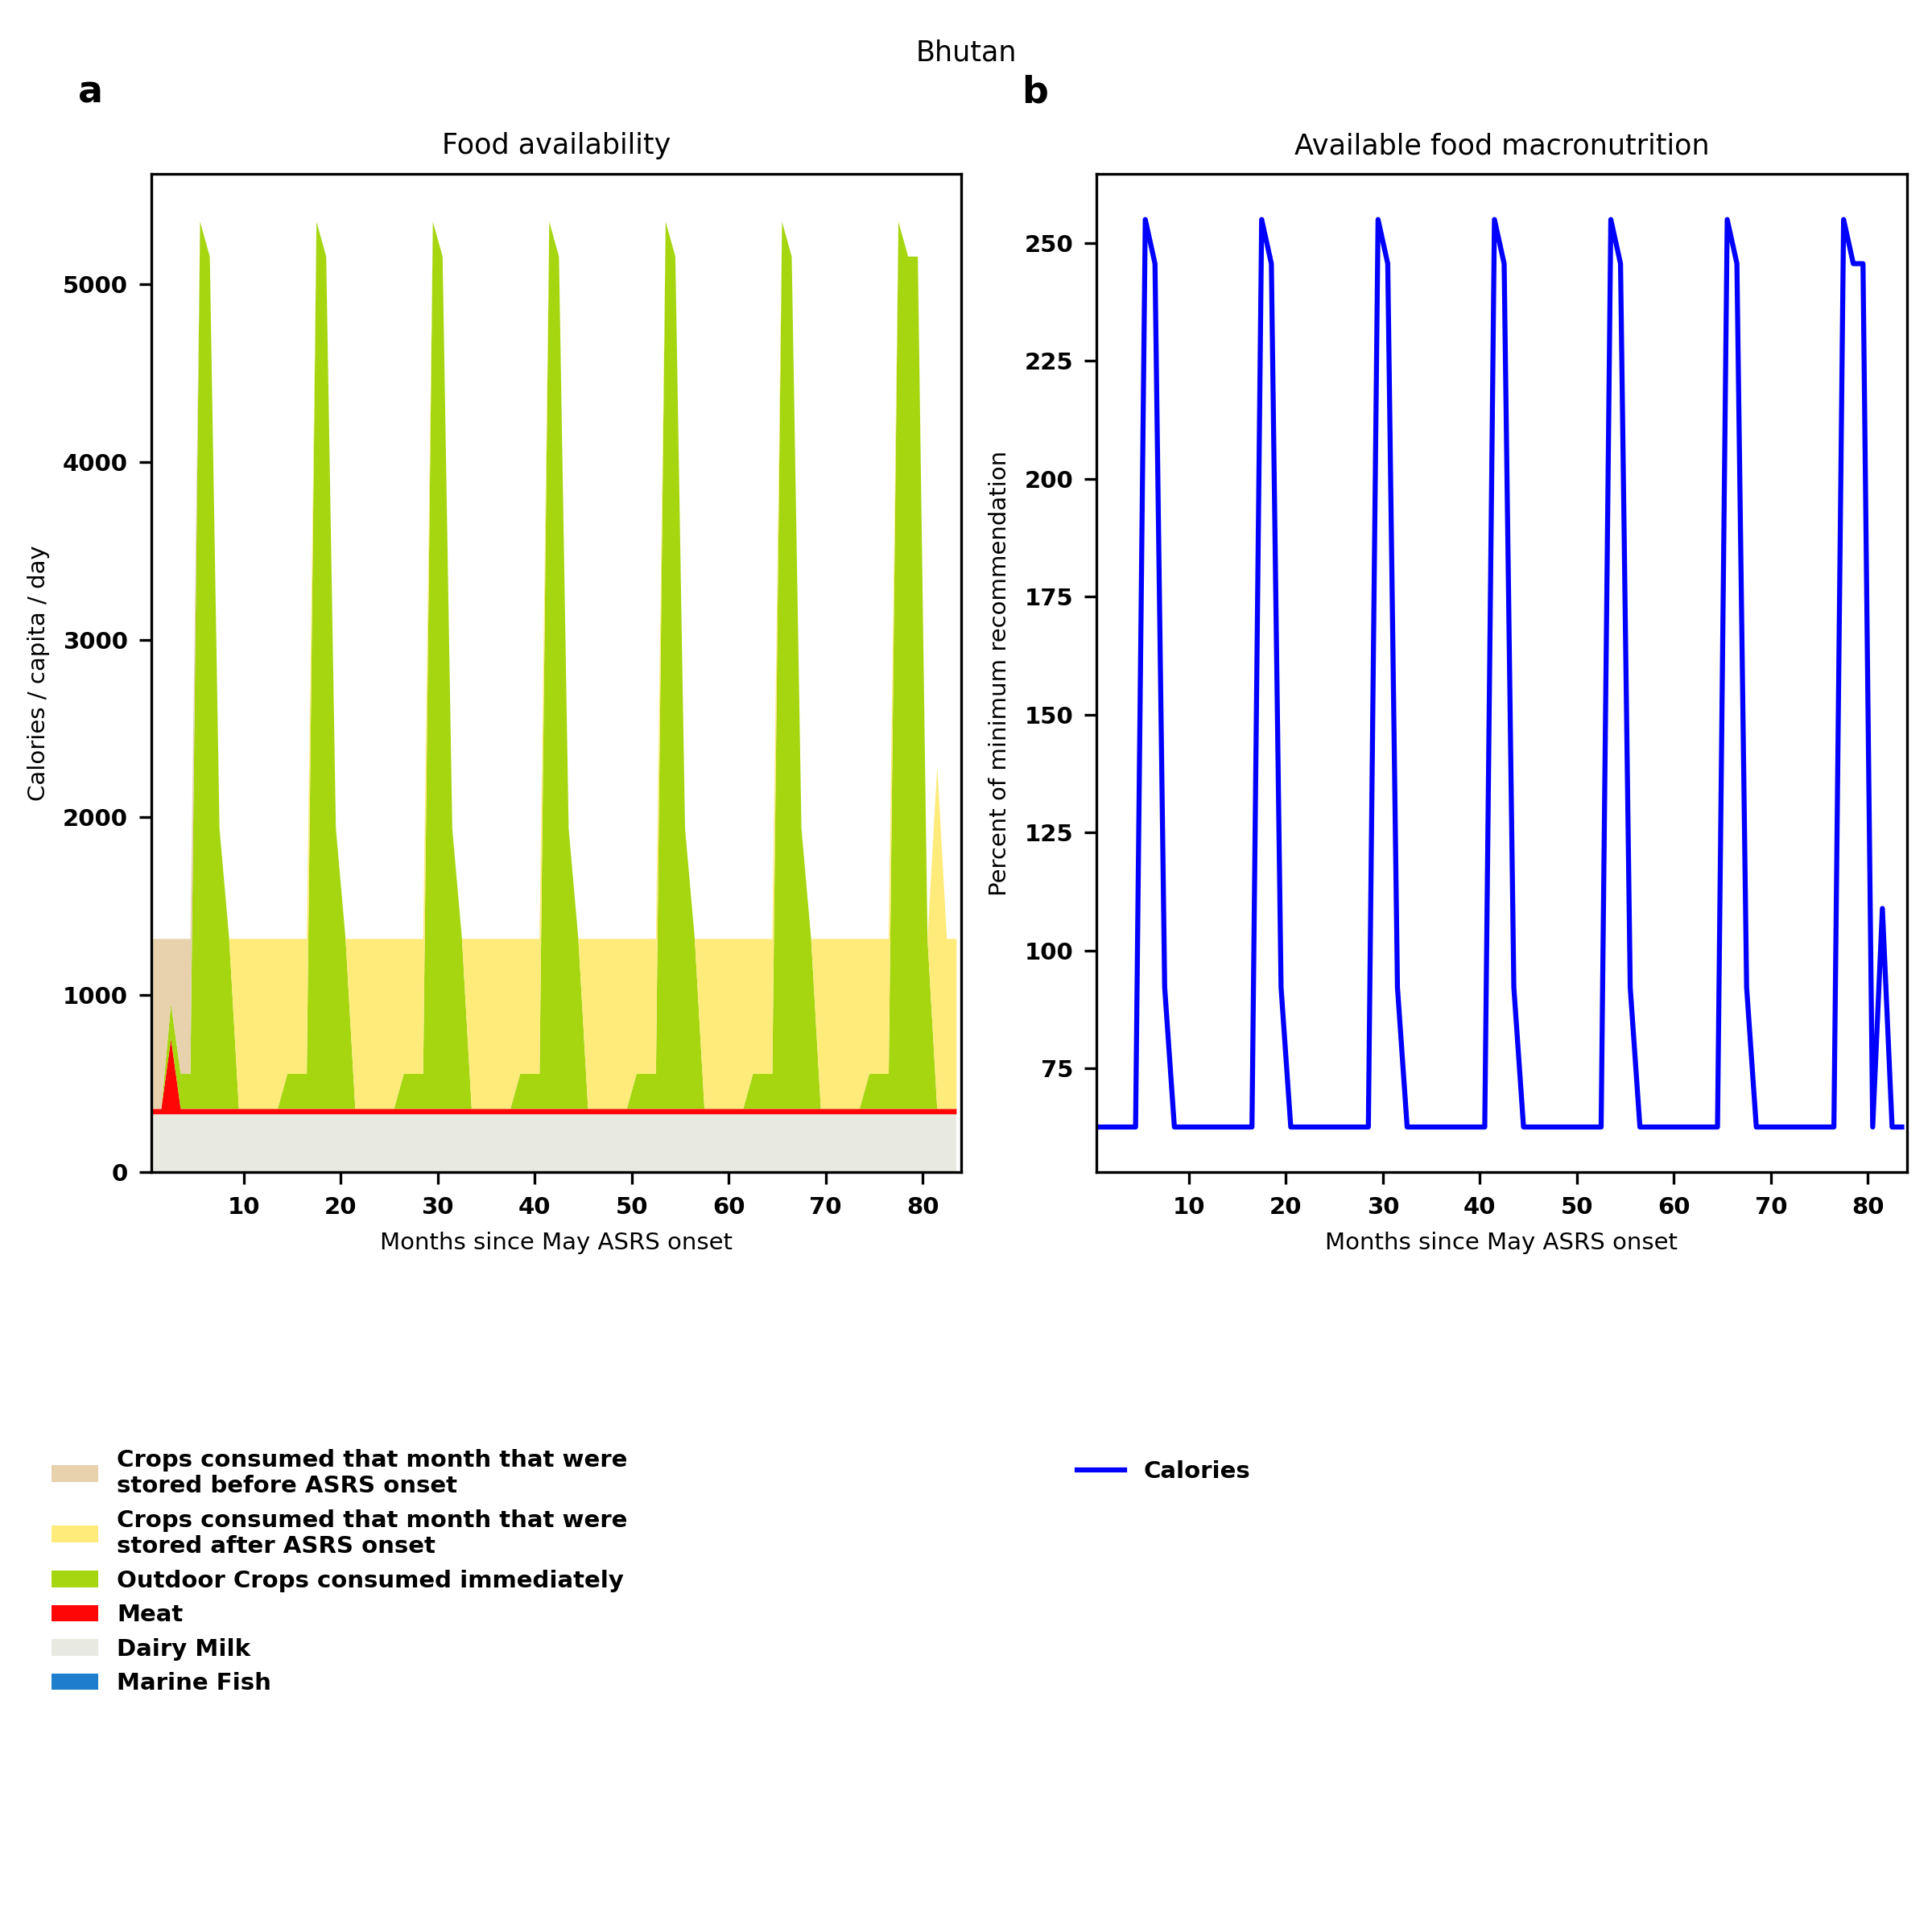 Bhutan
a
Food availability
Calories / capita / day
5000
4000
3000
2000
1000
0
10 20 30 40 50 60 70 80
Months since May ASRS onset
b
Available food macronutrition
Percent of minimum recommendation
250
225
200
175
150
125
100
75
10 20 30 40 50 60 70 80
Months since May ASRS onset
Crops consumed that month that were
stored before ASRS onset
Crops consumed that month that were
stored after ASRS onset
Outdoor Crops consumed immediately
Meat
Dairy Milk
Marine Fish
Calories